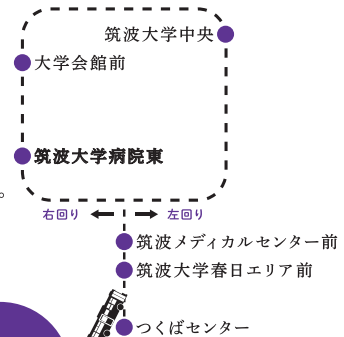 筑波大学中央
大学会館前
筑波大学病院東
。
右回り
左回り
筑波メディカルセンター前
筑波大学春日エリア前
つくばセンター